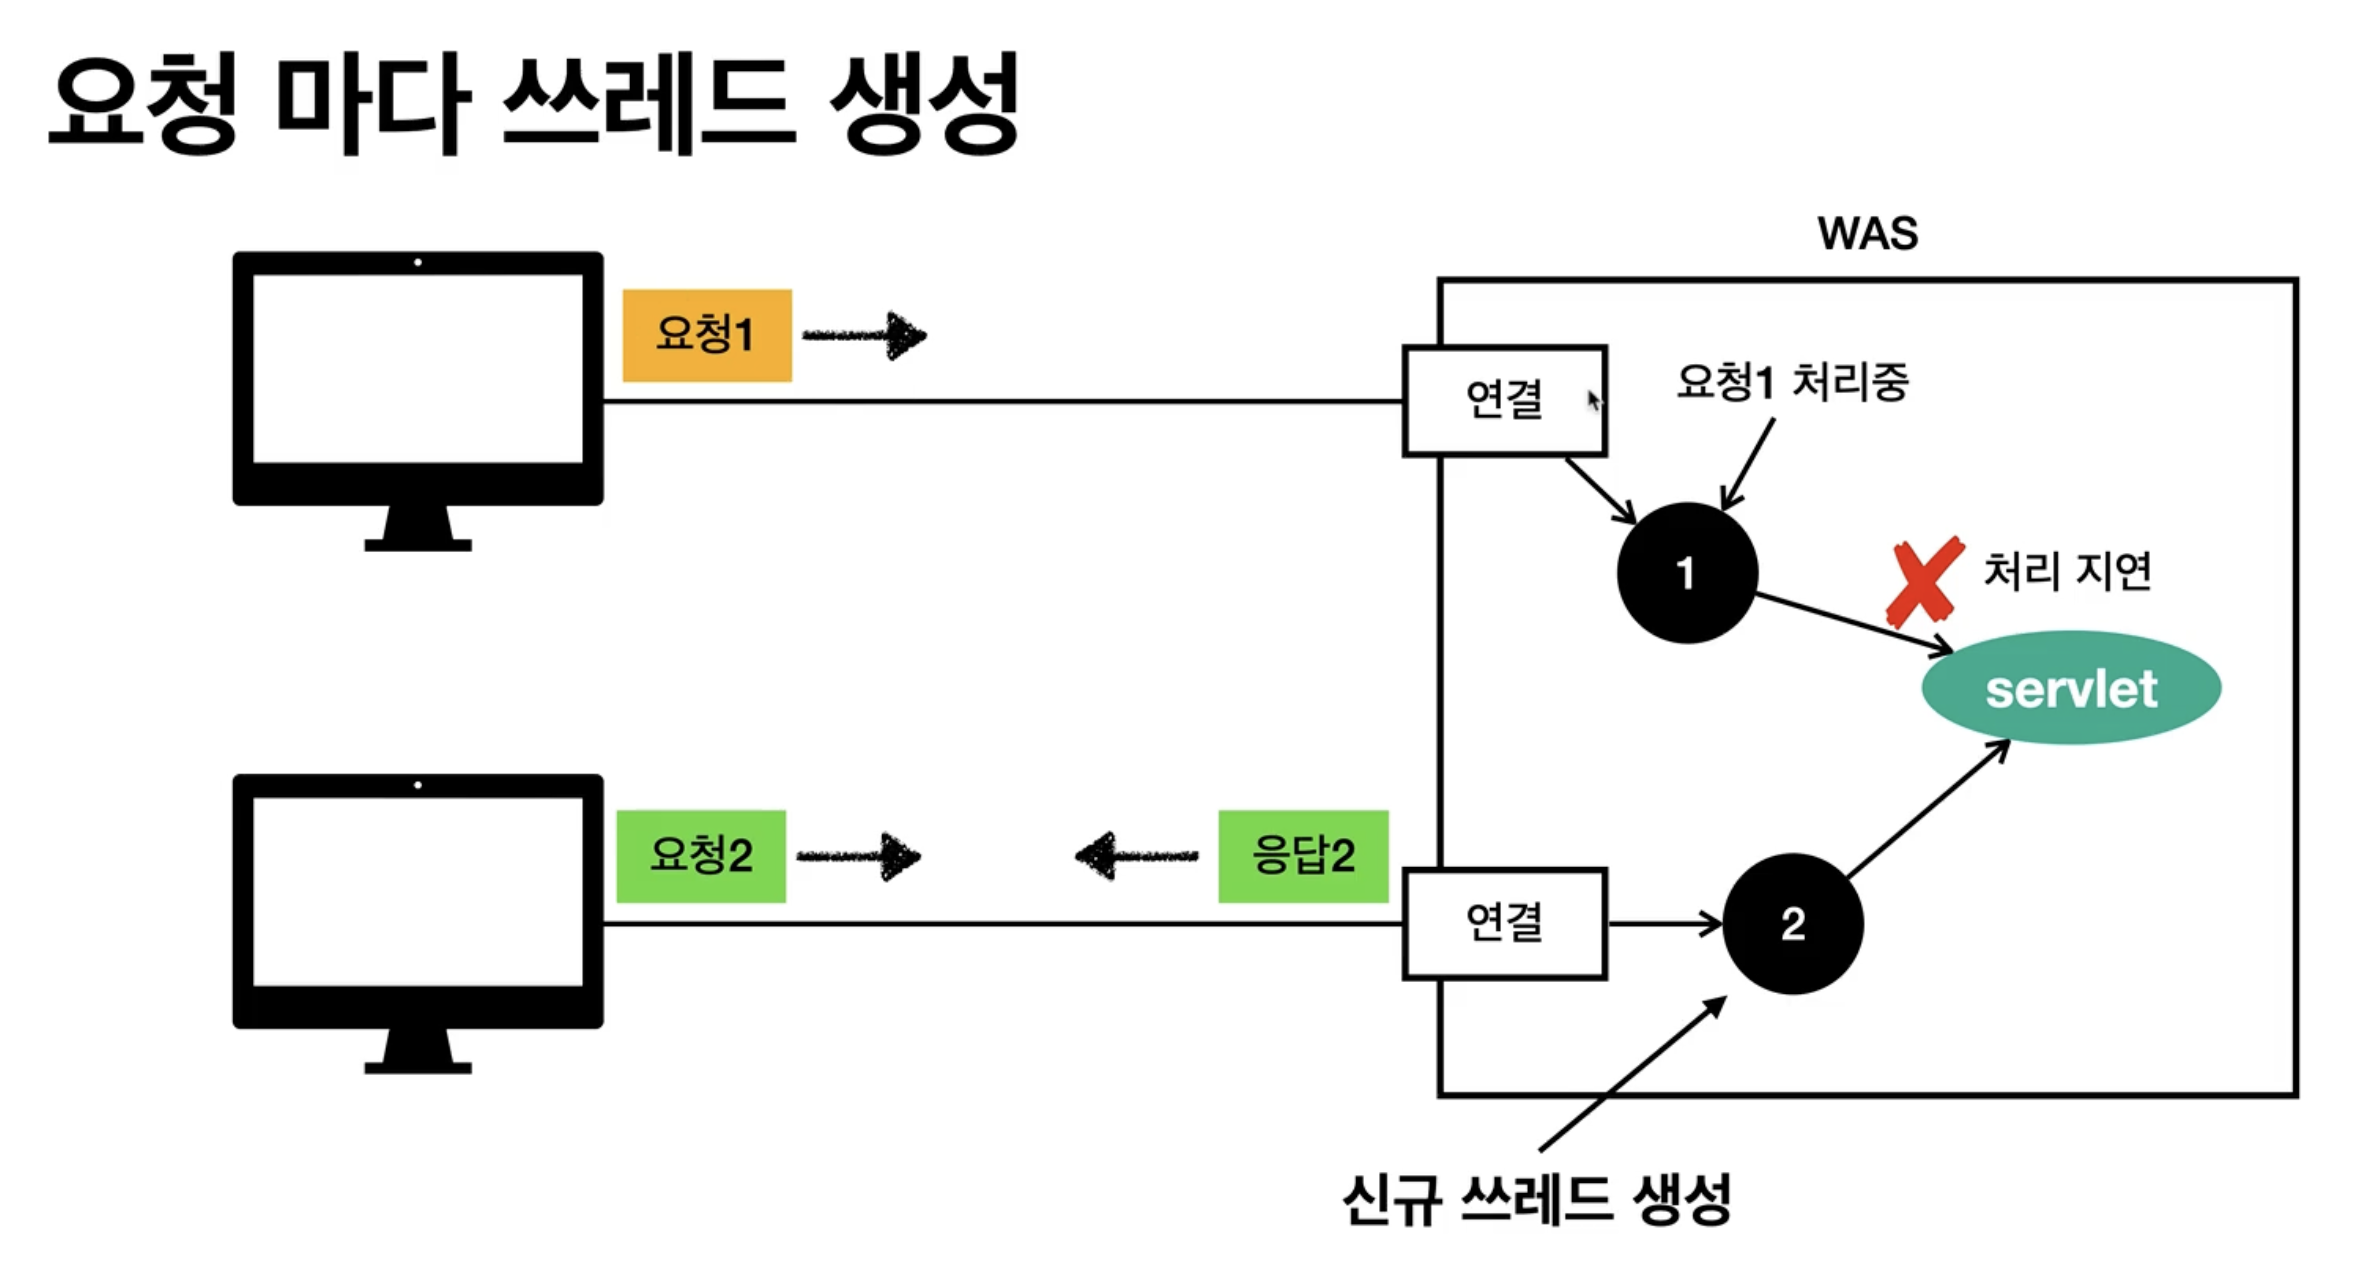 요청 마다 쓰레드 생성
WAS
요청1
연결
요청1 처리중
1
처리 지연
servlet
요청2
응답2
연결
2
신규 쓰레드 생성